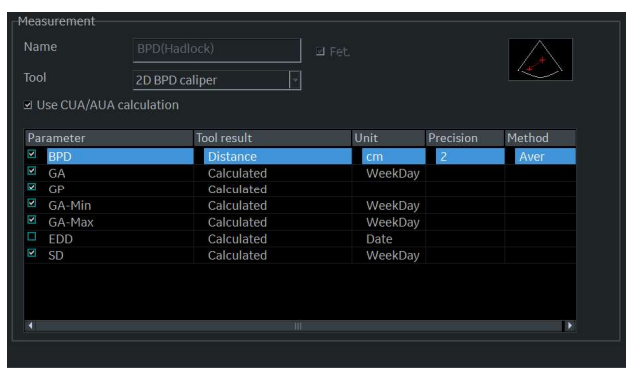 Measurement
Name BPD(Hadlock) Fet.
Tool 2D BPD caliper
Use CUA/AUA calculation
Parameter Tool result Unit Precision Method
BPD Distance cm 2 Aver
GA Calculated WeekDay
GP Calculated
GA-Min Calculated WeekDay
GA-Max Calculated WeekDay
EDD Calculated Date
SD Calculated WeekDay